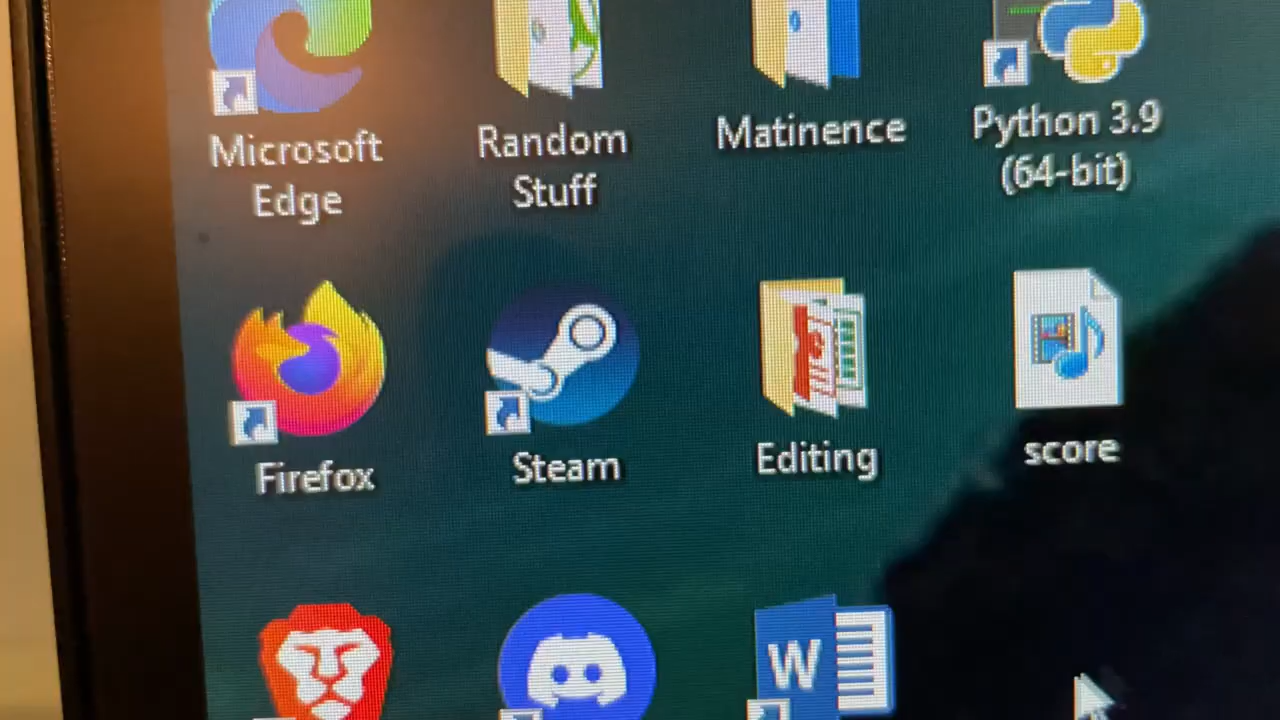 Microsoft
Edge
Random
Stuff
Matinence
Python 3.9
(64-bit)
Firefox
Steam
Editing
score
W